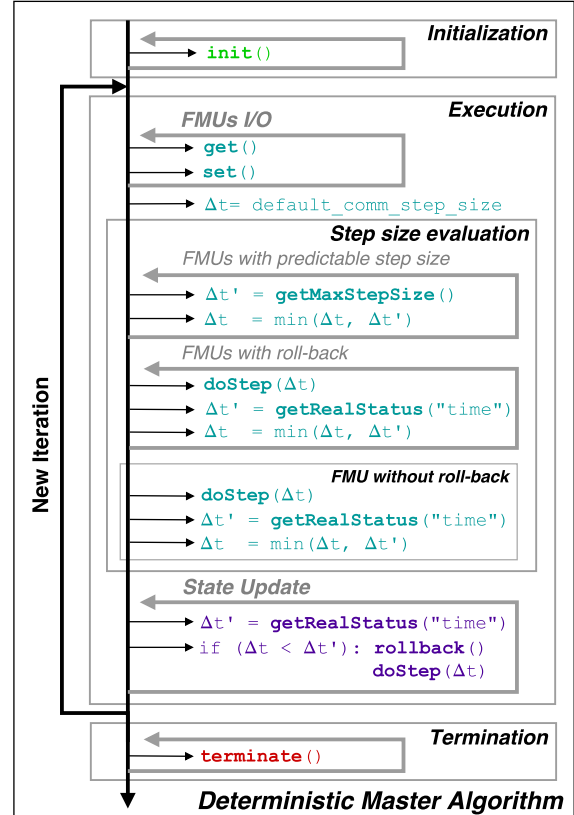 Initialization
init()
Execution
FMUs I/O
get()
set()
Δt= default_comm_step_size
Step size evaluation
FMUs with predictable step size
Δt' = getMaxStepSize()
Δt  = min(Δt, Δt')
FMUs with roll-back
doStep(Δt)
Δt' = getRealStatus("time")
Δt  = min(Δt, Δt')
New Iteration
FMU without roll-back
doStep(Δt)
Δt' = getRealStatus("time")
Δt  = min(Δt, Δt')
State Update
Δt' = getRealStatus("time")
if (Δt < Δt'): rollback()
doStep(Δt)
Termination
terminate()
Deterministic Master Algorithm